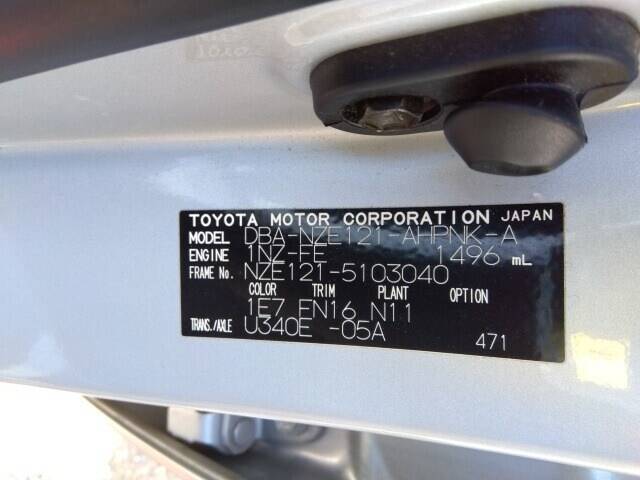 TOYOTA MOTOR CORPORATION JAPAN
MODEL DBA-NZE121-AHPNK-A
ENGINE 1NZ-FE 1496 mL
FRAME No. NZE121-5103040
COLOR TRIM PLANT OPTION
1E7 FN16 N11
TRANS./AXLE U340E -05A
471